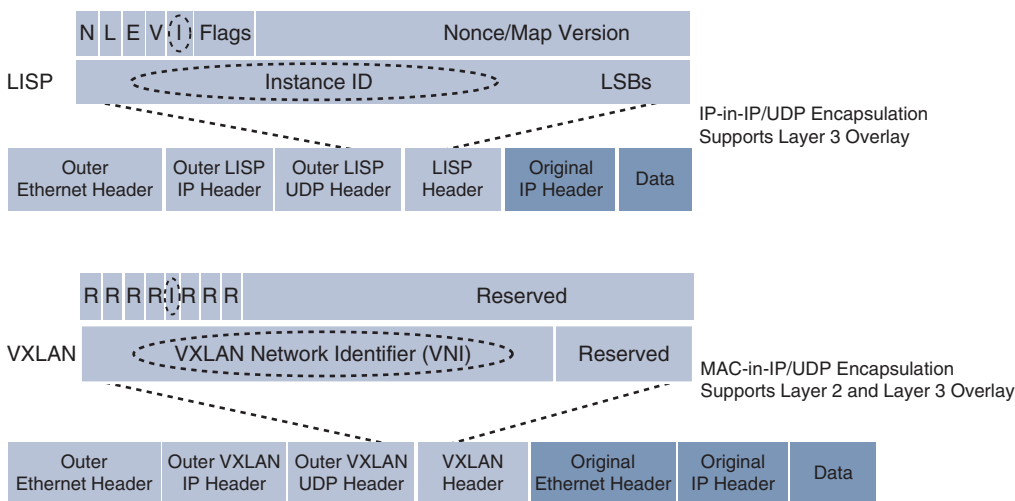 N L E V I Flags Nonce/Map Version
LISP Instance ID LSBs
IP-in-IP/UDP Encapsulation
Supports Layer 3 Overlay
Outer
Ethernet Header
Outer LISP
IP Header
Outer LISP
UDP Header
LISP
Header
Original
IP Header
Data
R R R R I R R R Reserved
VXLAN VXLAN Network Identifier (VNI) Reserved
MAC-in-IP/UDP Encapsulation
Supports Layer 2 and Layer 3 Overlay
Outer
Ethernet Header
Outer VXLAN
IP Header
Outer VXLAN
UDP Header
VXLAN
Header
Original
Ethernet Header
Original
IP Header
Data